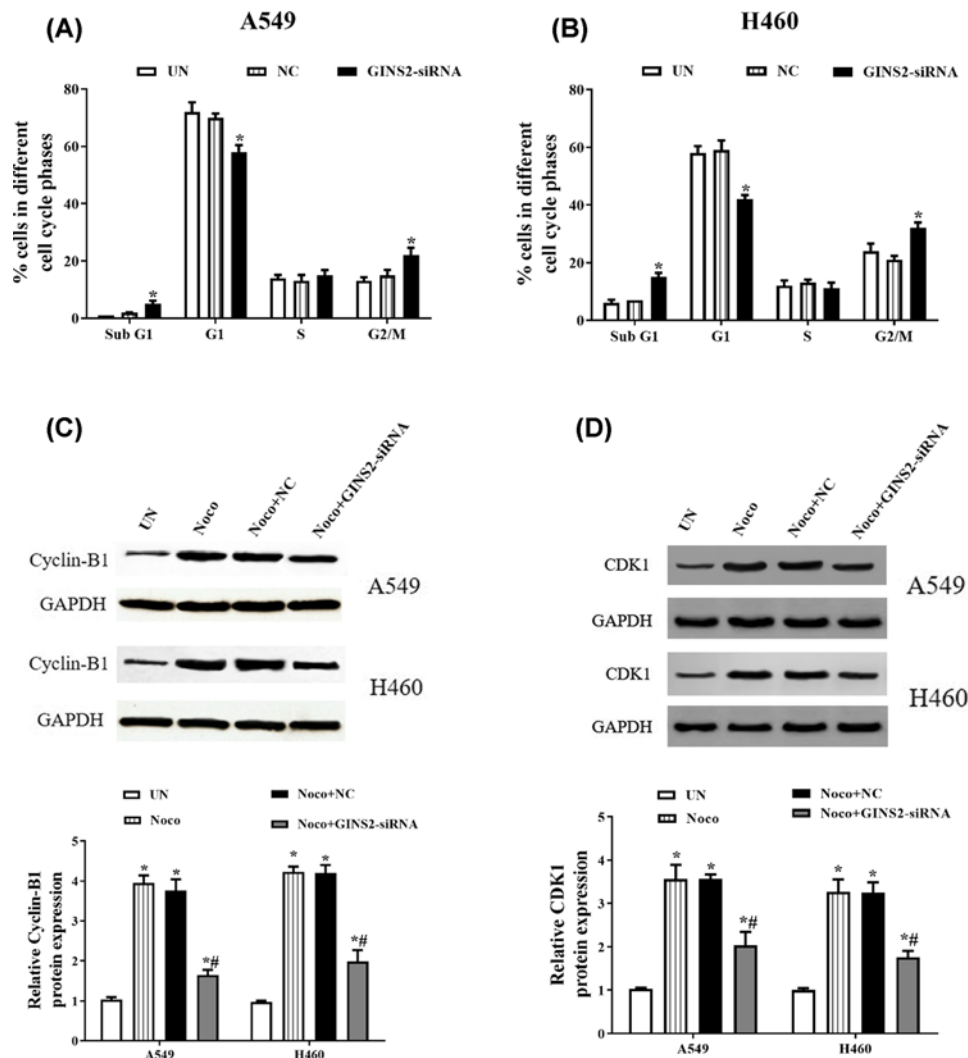 (A) A549
UN NC GINS2-siRNA
% cells in different
cell cycle phases
80
60
40
20
0
*
*
*
Sub G1 G1 S G2/M
(B) H460
UN NC GINS2-siRNA
% cells in different
cell cycle phases
80
60
40
20
0
*
*
*
Sub G1 G1 S G2/M
(C)
UN Noco Noco+NC Noco+GINS2-siRNA
Cyclin-B1
GAPDH
A549
Cyclin-B1
GAPDH
H460
UN Noco+NC
Noco Noco+GINS2-siRNA
Relative Cyclin-B1
protein expression
5
4
3
2
1
0
* * *#
* * *#
A549 H460
(D)
UN Noco Noco+NC Noco+GINS2-siRNA
CDK1
GAPDH
A549
CDK1
GAPDH
H460
UN Noco+NC
Noco Noco+GINS2-siRNA
Relative CDK1
protein expression
5
4
3
2
1
0
* * *#
* * *#
A549 H460